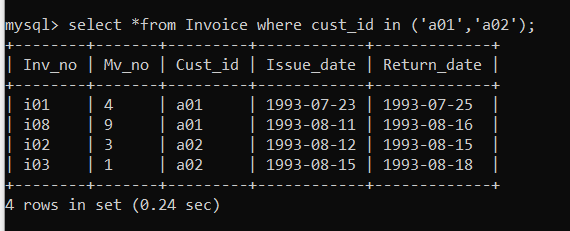 mysql> select *from Invoice where cust_id in ('a01','a02');
+--------+-------+---------+------------+-------------+
| Inv_no | Mv_no | Cust_id | Issue_date | Return_date |
+--------+-------+---------+------------+-------------+
| i01    | 4     | a01     | 1993-07-23 | 1993-07-25  |
| i08    | 9     | a01     | 1993-08-11 | 1993-08-16  |
| i02    | 3     | a02     | 1993-08-12 | 1993-08-15  |
| i03    | 1     | a02     | 1993-08-15 | 1993-08-18  |
+--------+-------+---------+------------+-------------+
4 rows in set (0.24 sec)